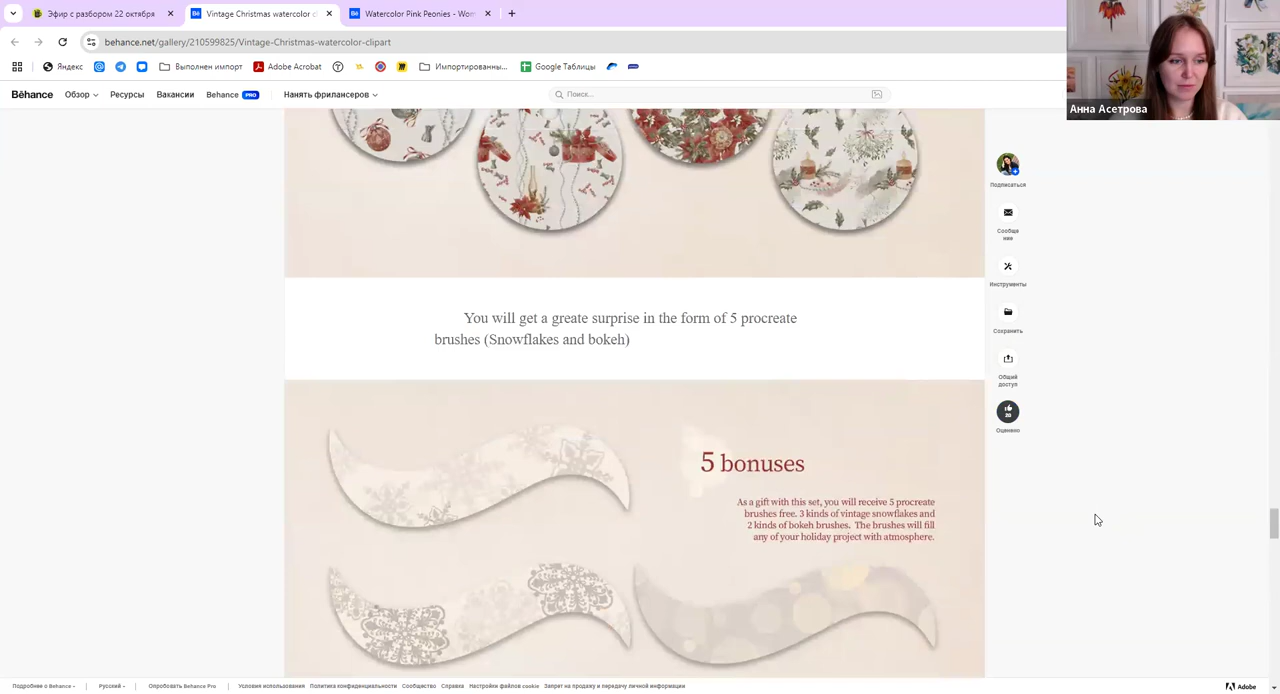 Эфир с разбором 22 октября
Vintage Christmas watercolor cl
Watercolor Pink Peonies - Wom
behance.net/gallery/210599825/Vintage-Christmas-watercolor-clipart
Яндекс
Adobe Acrobat
Выполнен импорт
Импортированны...
Google Таблицы
Анна Асетрова
Bēhance
Обзор
Ресурсы
Вакансии
Behance PRO
Нанять фрилансеров
Поиск...
Подписаться
Сообще
ние
Инструменты
Сохранить
Общий
доступ
Оценено
You will get a greate surprise in the form of 5 procreate
brushes (Snowflakes and bokeh)
5 bonuses
As a gift with this set, you will receive 5 procreate
brushes free. 3 kinds of vintage snowflakes and
2 kinds of bokeh brushes. The brushes will fill
any of your holiday project with atmosphere.
Подробнее о Behance
Русский
Опробовать Behance Pro
Условия использования
Политика конфиденциальности
Сообщество
Справка
Настройки файлов cookie
Запрет на продажу и передачу личной информации
Adobe